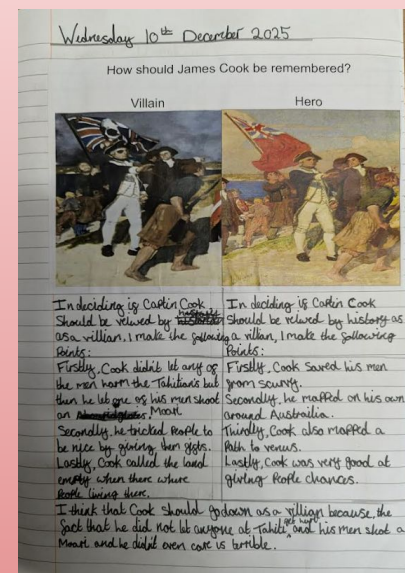 Wednesday 10th December 2025
How should James Cook be remembered?
Villain
Hero
In deciding if Captin Cook
Should be veiwed by history
as a villian, I make the following
Points:
Firstly, Cook didn't let any of
the men harm the Tahitians but
then he let one of his men shoot
an Moari
Secondly, he tricked People to
be nice by giving them gifts.
Lastly, Cook called the land
empty when there where
People living there.
In deciding if Captin Cook
Should be veiwed by history as
a villian, I make the following
Points:
Firstly, Cook saved his men
from scurvy.
Secondly, he mapped on his own
around Austrailia.
Thirdly, Cook also mapped a
Path to venus.
Lastly, Cook was very good at
giving People chances.
I think that Cook Should go down as a villian because, the
fact that he did not let anyone at Tahiti get hurt and his men shot a
Moari and he didn't even care is terrible.